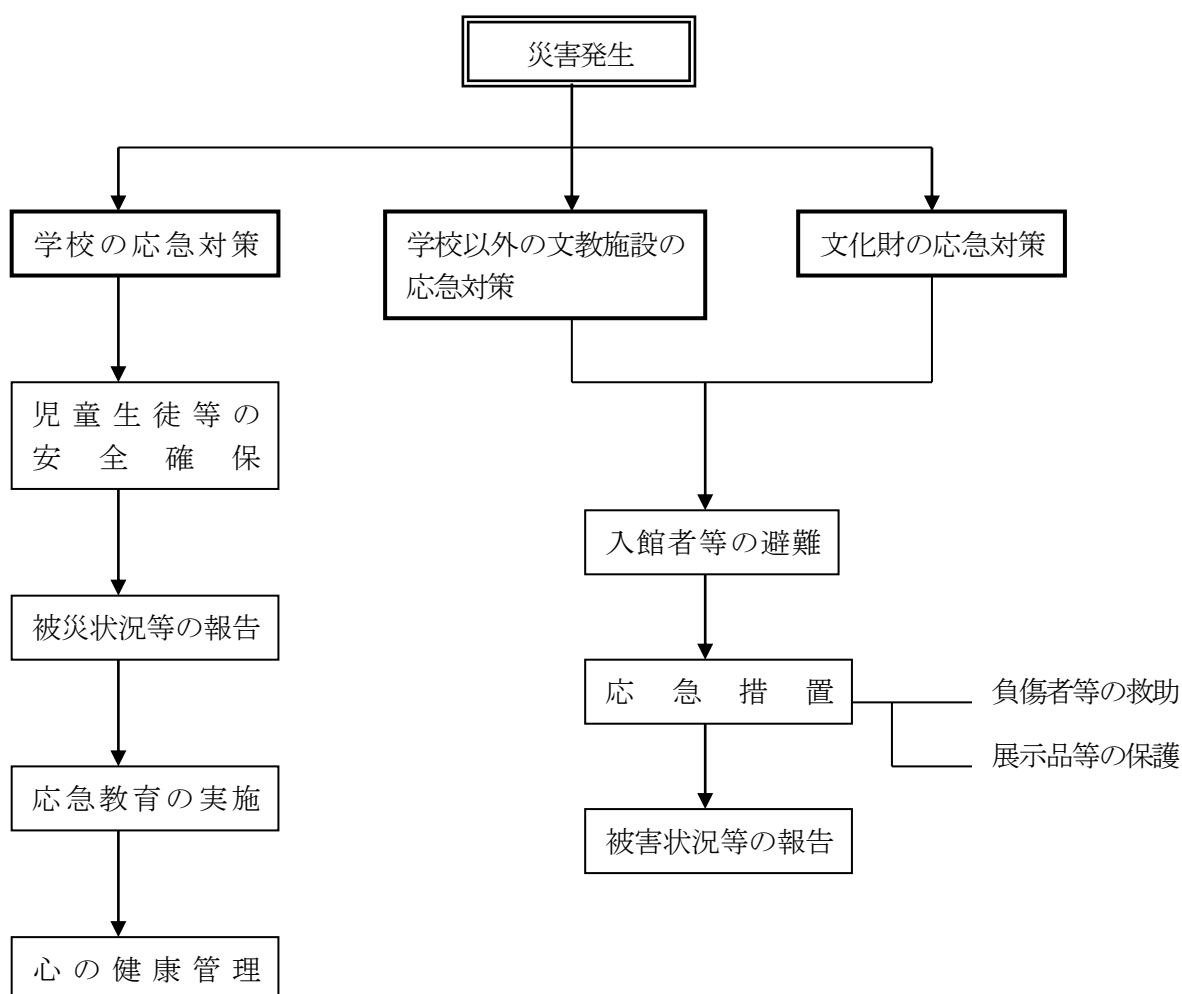 災害発生
学校の応急対策
学校以外の文教施設の
応急対策
文化財の応急対策
児童生徒等の
安全確保
入館者等の避難
被災状況等の報告
応急措置
負傷者等の救助
展示品等の保護
応急教育の実施
被害状況等の報告
心の健康管理